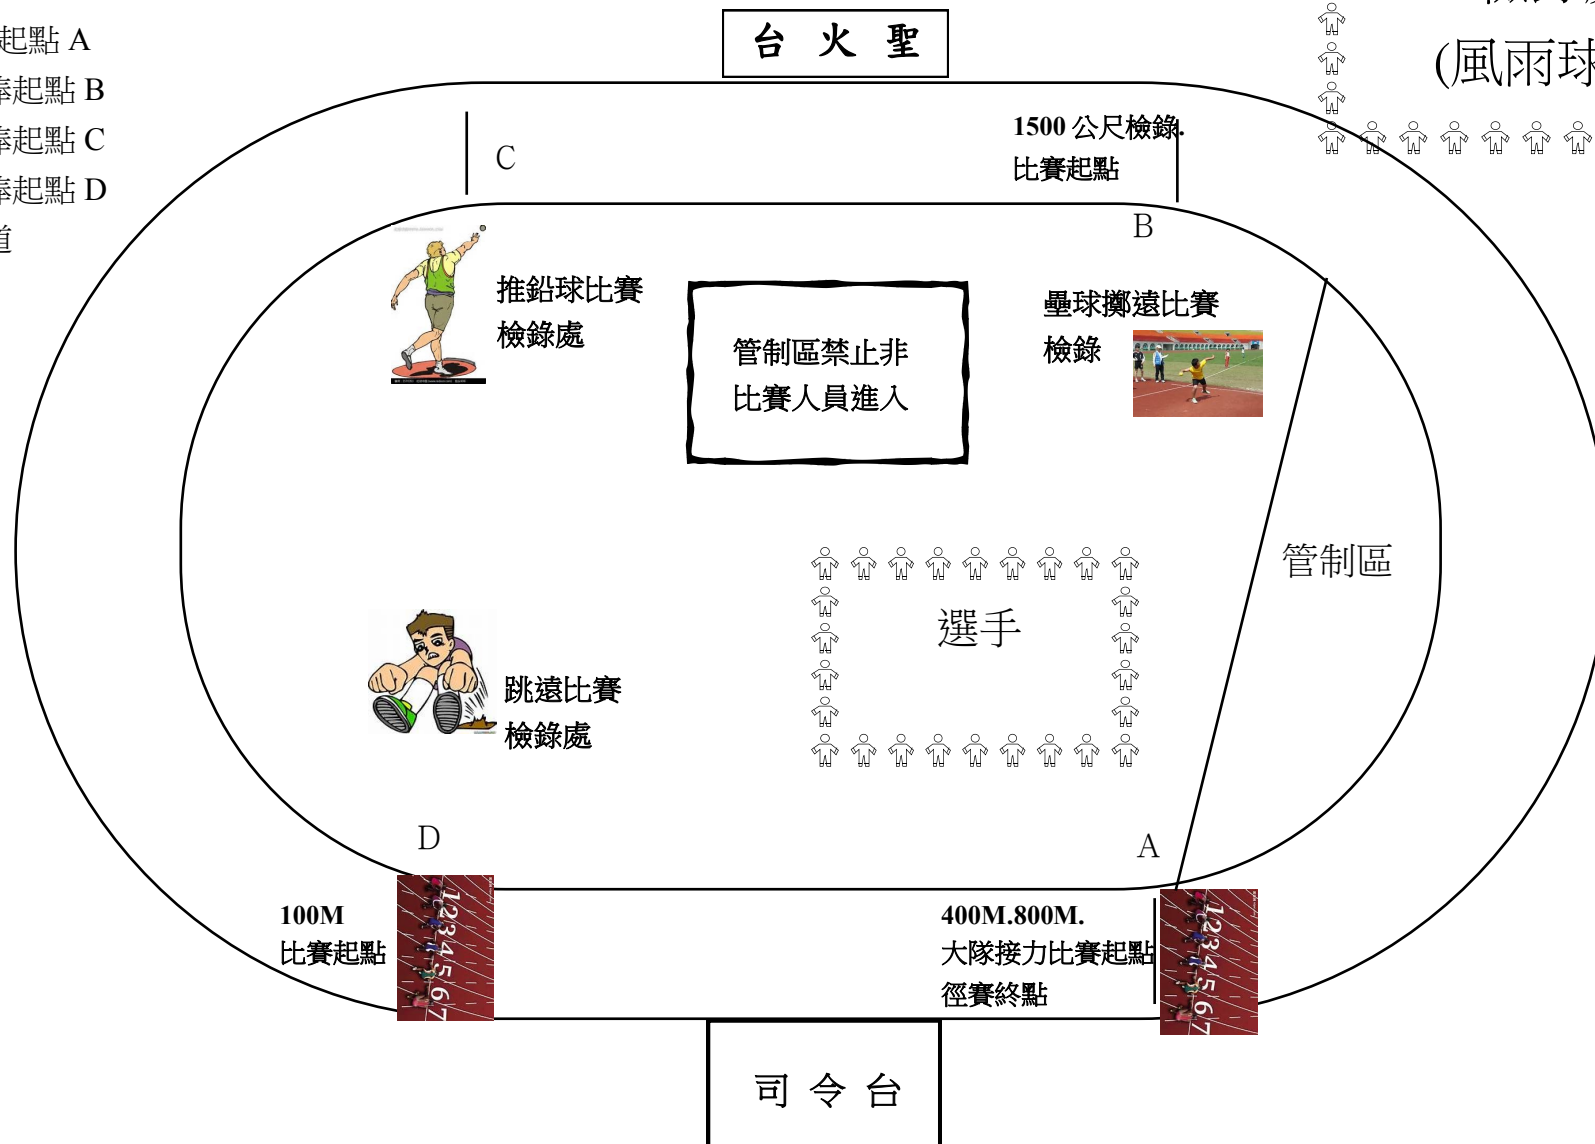 起點 A
棒起點 B
棒起點 C
棒起點 D
道
台 火 聖
(風雨球
1500 公尺檢錄.
比賽起點
C
B
推鉛球比賽
檢錄處
管制區禁止非
比賽人員進入
壘球擲遠比賽
檢錄
管制區
選手
跳遠比賽
檢錄處
D
A
100M
比賽起點
1234567
400M.800M.
大隊接力比賽起點
徑賽終點
1234567
司 令 台